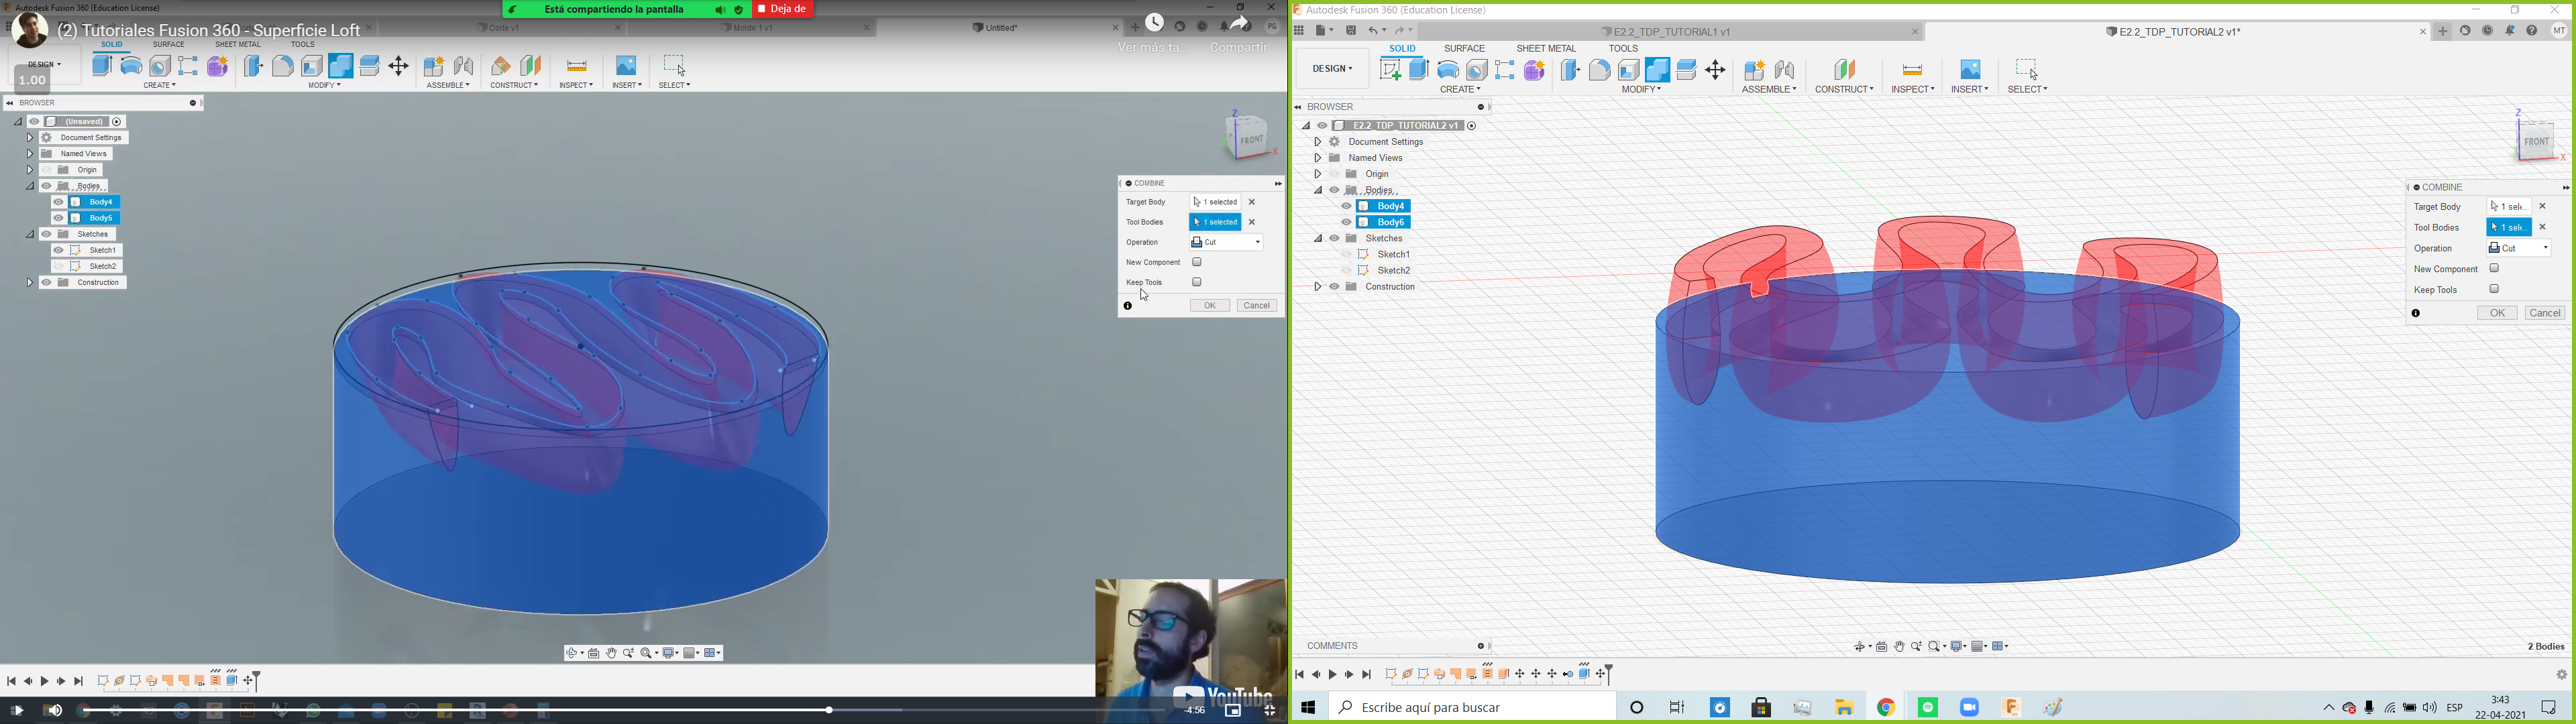 Autodesk Fusion 360 (Education License)
Está compartiendo la pantalla
Deja de
(2) Tutoriales Fusion 360 - Superficie Loft
Corte v1
Molde 1 v1
Untitled*
PG
Ver más ta...
Compartir
SOLID
SURFACE
SHEET METAL
TOOLS
DESIGN
1.00
CREATE
MODIFY
ASSEMBLE
CONSTRUCT
INSPECT
INSERT
SELECT
BROWSER
(Unsaved)
Document Settings
Named Views
Origin
Bodies
Body4
Body5
Sketches
Sketch1
Sketch2
Construction
Z
FRONT
X
COMBINE
Target Body
1 selected
Tool Bodies
1 selected
Operation
Cut
New Component
Keep Tools
OK
Cancel
YouTube
-4:56
Autodesk Fusion 360 (Education License)
E2.2_TDP_TUTORIAL1 v1
E2.2_TDP_TUTORIAL2 v1*
MT
DESIGN
SOLID
SURFACE
SHEET METAL
TOOLS
CREATE
MODIFY
ASSEMBLE
CONSTRUCT
INSPECT
INSERT
SELECT
BROWSER
E2.2_TDP_TUTORIAL2 v1
Document Settings
Named Views
Origin
Bodies
Body4
Body6
Sketches
Sketch1
Sketch2
Construction
Z
FRONT
X
COMBINE
Target Body
1 sele..
Tool Bodies
1 sele..
Operation
Cut
New Component
Keep Tools
OK
Cancel
COMMENTS
2 Bodies
Escribe aquí para buscar
ESP
3:43
22-04-2021